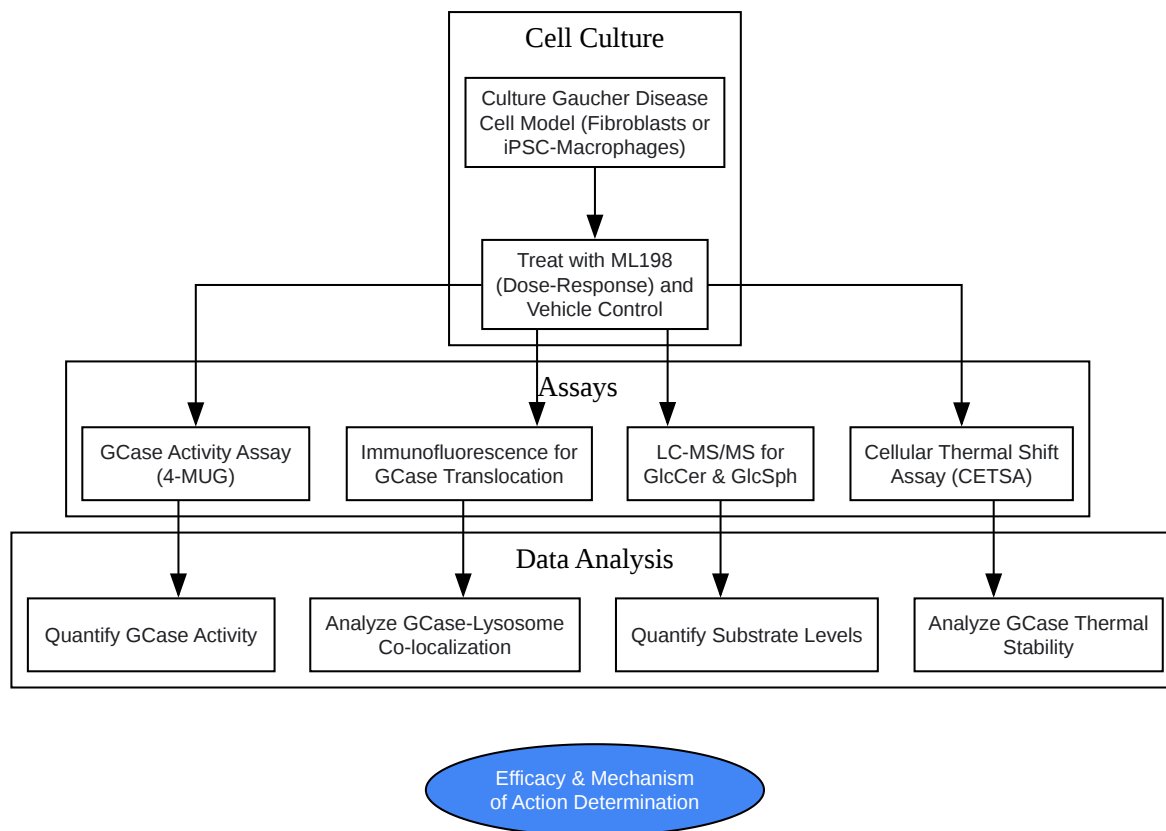 Cell Culture
Culture Gaucher Disease
Cell Model (Fibroblasts or
iPSC-Macrophages)
Treat with ML198
(Dose-Response) and
Vehicle Control
Assays
GCase Activity Assay
(4-MUG)
Immunofluorescence for
GCase Translocation
LC-MS/MS for
GlcCer & GlcSph
Cellular Thermal Shift
Assay (CETSA)
Data Analysis
Quantify GCase Activity
Analyze GCase-Lysosome
Co-localization
Quantify Substrate Levels
Analyze GCase Thermal
Stability
Efficacy & Mechanism
of Action Determination